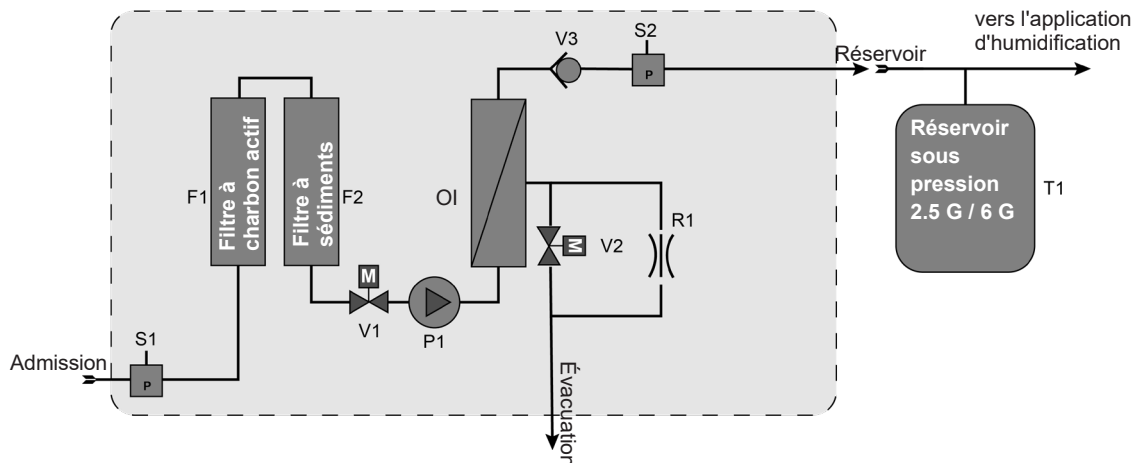 vers l'application
d'humidification
S2
V3
Réservoir
P
Filtre à
charbon actif
Filtre à
sédiments
F1
F2
OI
Réservoir
sous
pression
2.5 G / 6 G
T1
R1
M
V2
M
V1
P1
S1
Admission
P
Évacuation